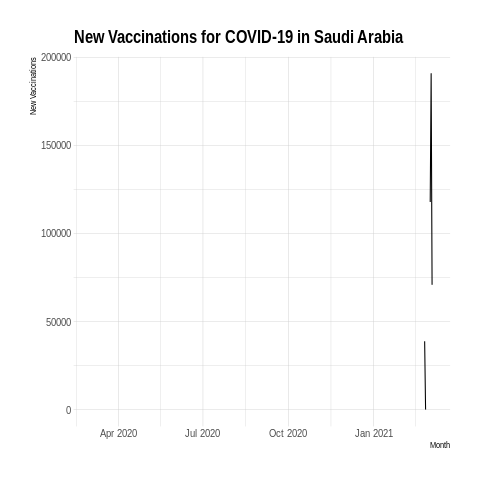 New Vaccinations for COVID-19 in Saudi Arabia
New Vaccinations
200000
150000
100000
50000
0
Apr 2020 Jul 2020 Oct 2020 Jan 2021
Month